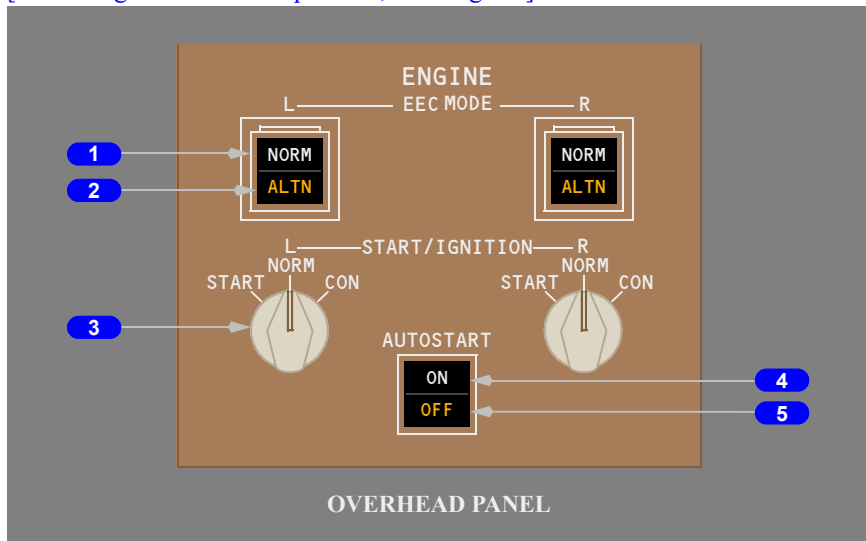 ENGINE
L EEC MODE R
1 NORM NORM
2 ALTN ALTN
L START/IGNITION R
NORM NORM
START CON START CON
3
AUTOSTART
ON 4
OFF 5
OVERHEAD PANEL